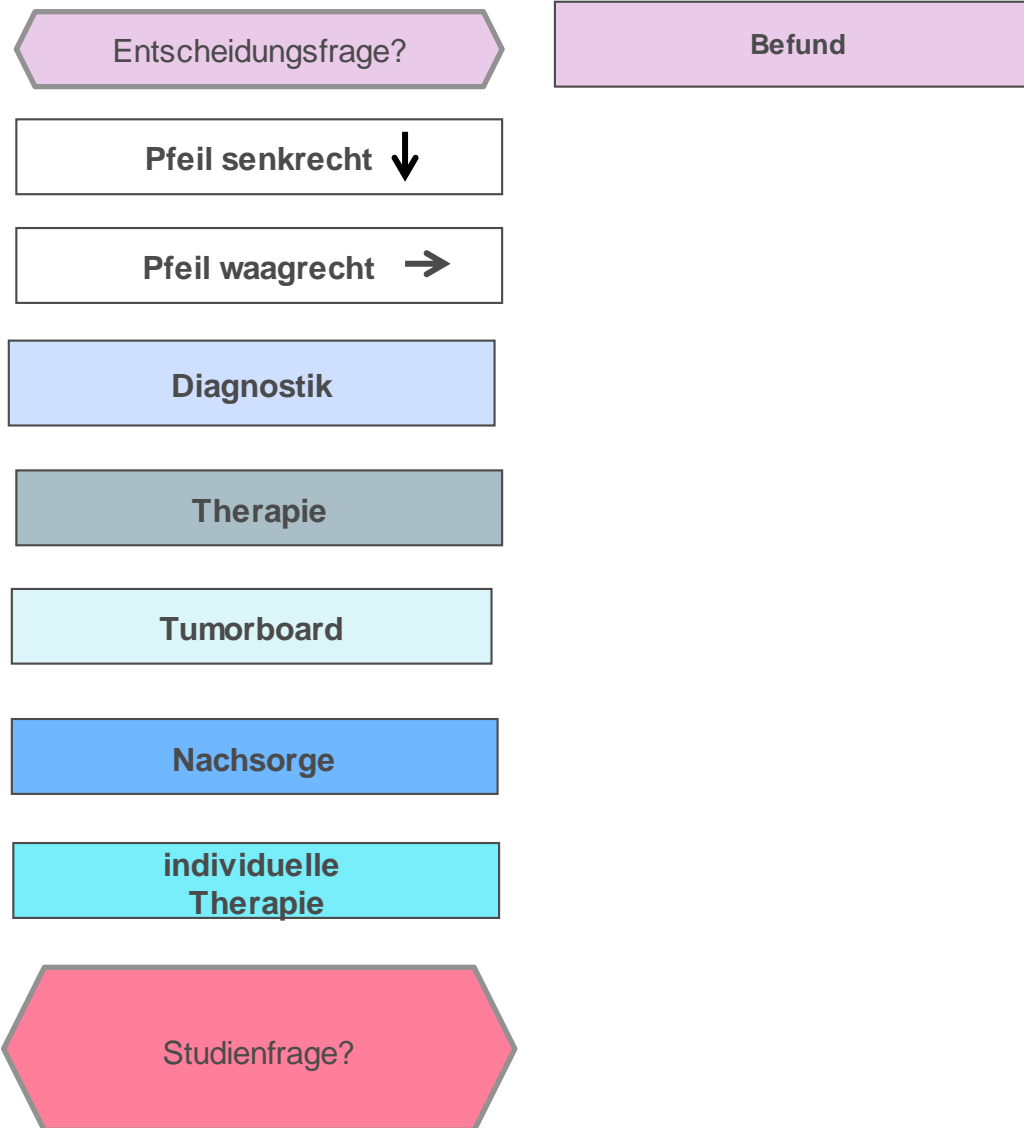 Entscheidungsfrage?
Befund
Pfeil senkrecht
Pfeil waagrecht
Diagnostik
Therapie
Tumorboard
Nachsorge
individuelle
Therapie
Studienfrage?